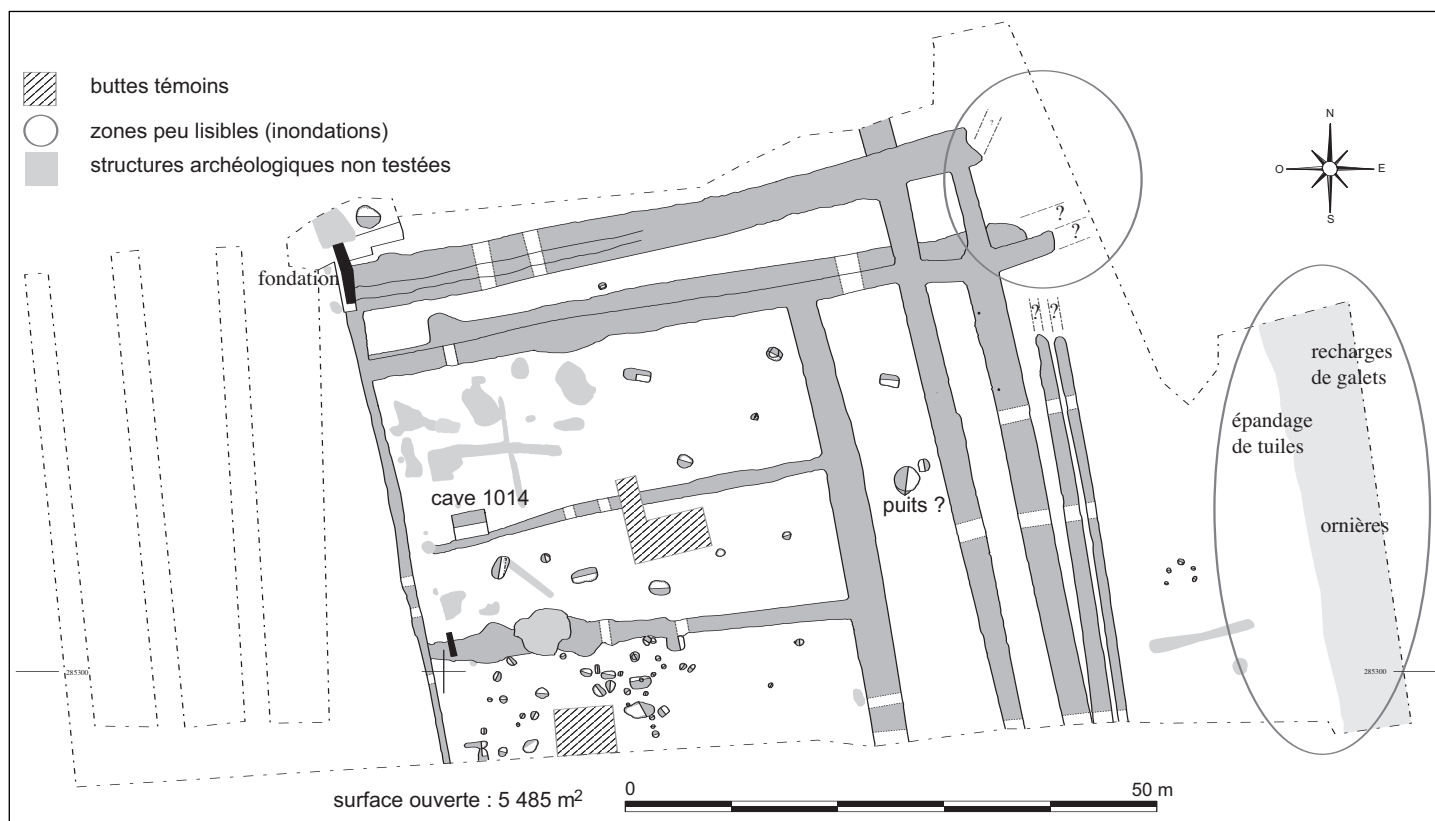 buttes témoins
zones peu lisibles (inondations)
structures archéologiques non testées
N
O
E
S
?
?
?
fondation
?
?
recharges
de galets
épandage
de tuiles
cave 1014
puits ?
ornières
285300
285300
surface ouverte : 5 485 m²
0
50 m